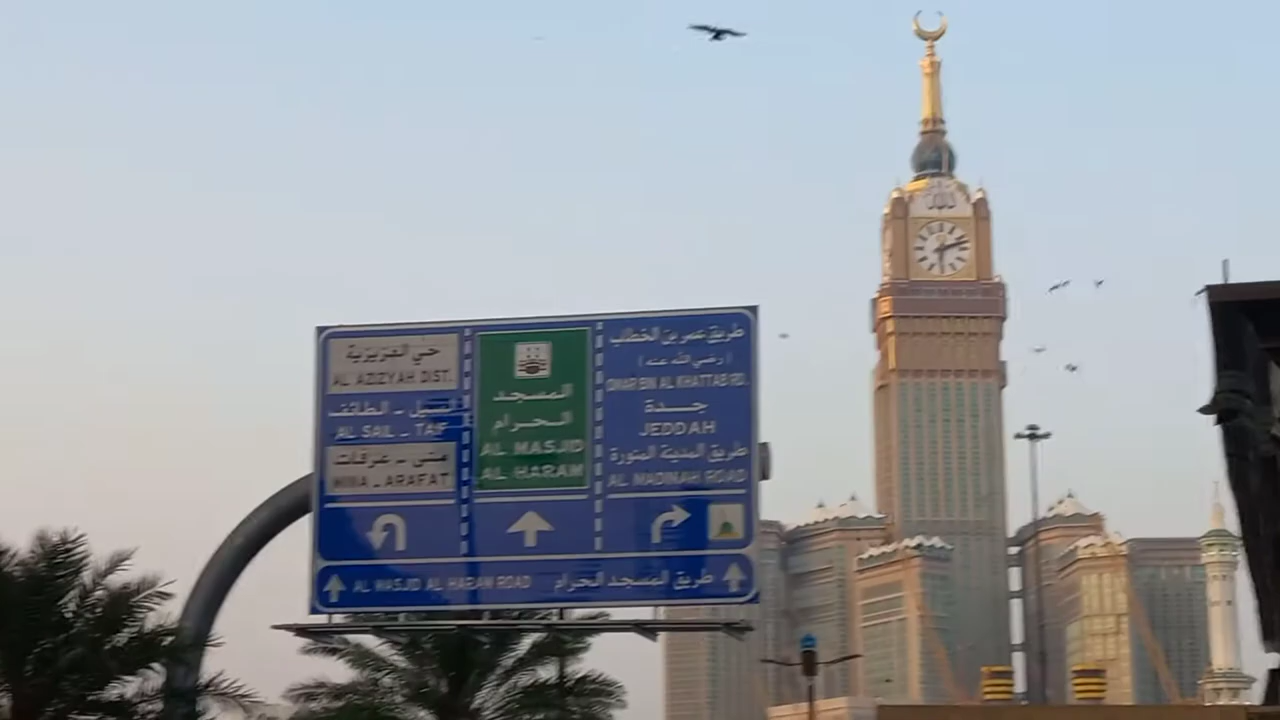 حي العزيزية
AL AZIZYAH DIST.
السيل - الطائف
AL SAIL - TAIF
منى - عرفات
MINA - ARAFAT
المسجد
الحرام
AL MASJID
AL HARAM
طريق عمر بن الخطاب
( رضي الله عنه )
OMAR BIN AL KHATTAB RD.
جدة
JEDDAH
طريق المدينة المنورة
AL MADINAH ROAD
AL MASJID AL HARAM ROAD طريق المسجد الحرام
الله